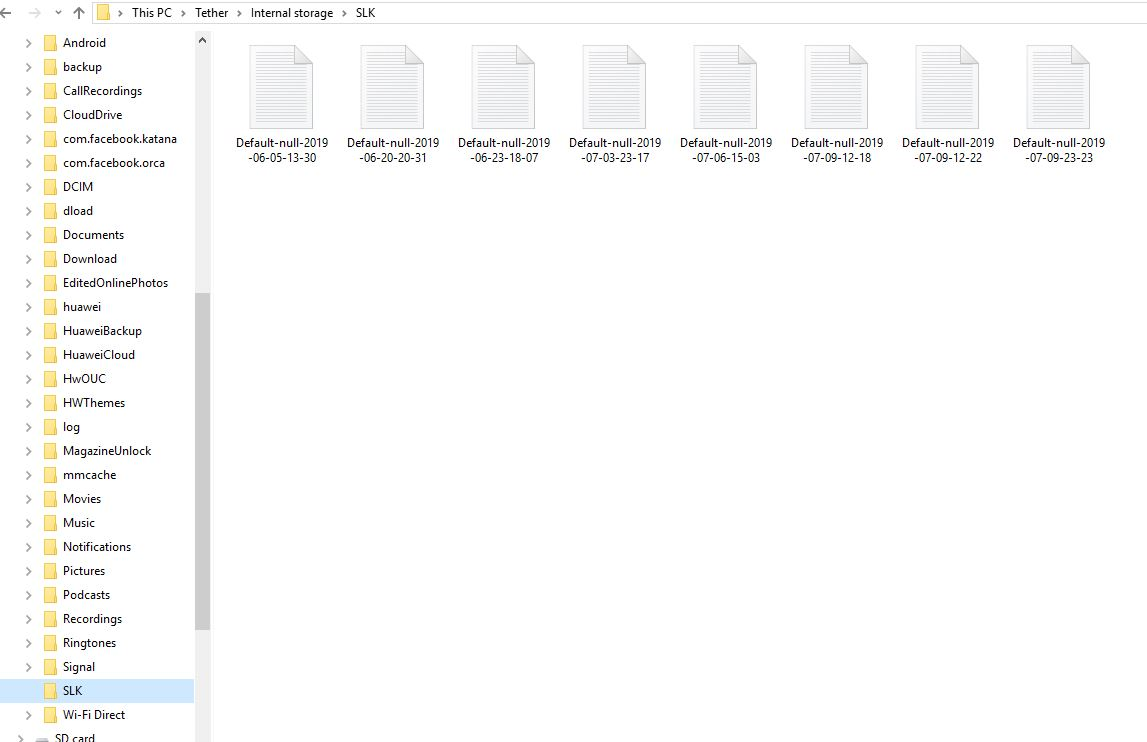 This PC
Tether
Internal storage
SLK
Android
backup
CallRecordings
CloudDrive
com.facebook.katana
com.facebook.orca
DCIM
dload
Documents
Download
EditedOnlinePhotos
huawei
HuaweiBackup
HuaweiCloud
HwOUC
HWThemes
log
MagazineUnlock
mmcache
Movies
Music
Notifications
Pictures
Podcasts
Recordings
Ringtones
Signal
SLK
Wi-Fi Direct
SD card
Default-null-2019
-06-05-13-30
Default-null-2019
-06-20-20-31
Default-null-2019
-06-23-18-07
Default-null-2019
-07-03-23-17
Default-null-2019
-07-06-15-03
Default-null-2019
-07-09-12-18
Default-null-2019
-07-09-12-22
Default-null-2019
-07-09-23-23